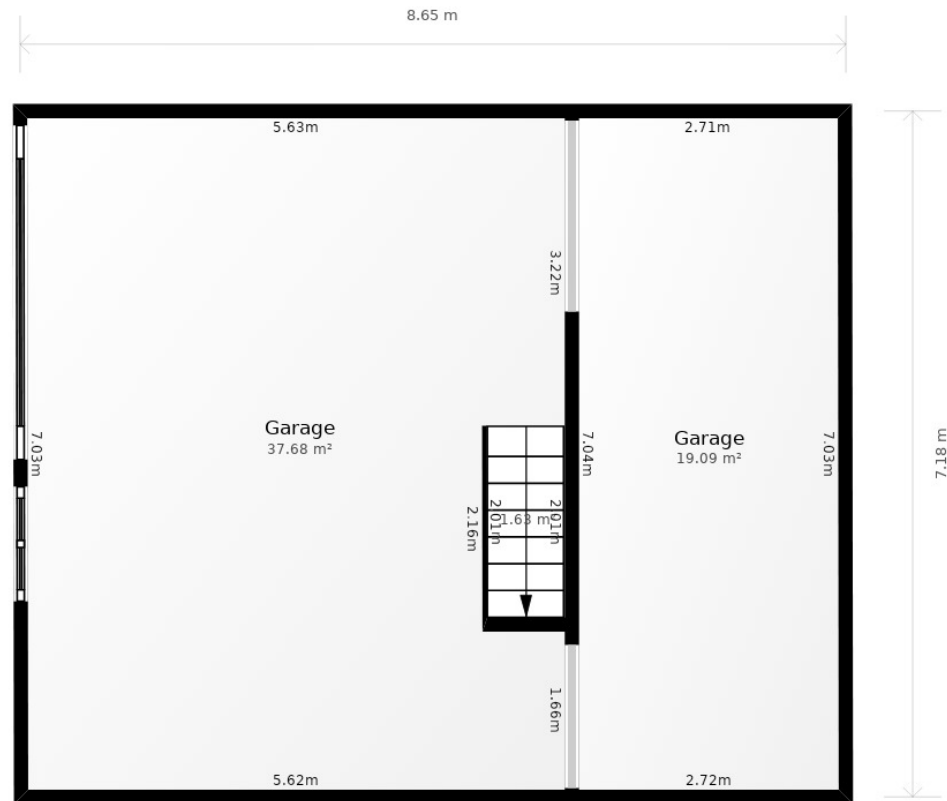 8.65 m
5.63m
2.71m
3.22m
Garage
37.68 m²
Garage
19.09 m²
7.03m
7.04m
7.03m
7.18 m
2.16m
2.01m
1.63 m²
2.01m
1.66m
5.62m
2.72m